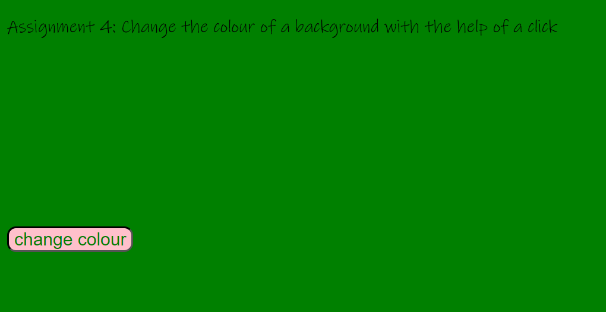 Assignment 4: Change the colour of a background with the help of a click
change colour